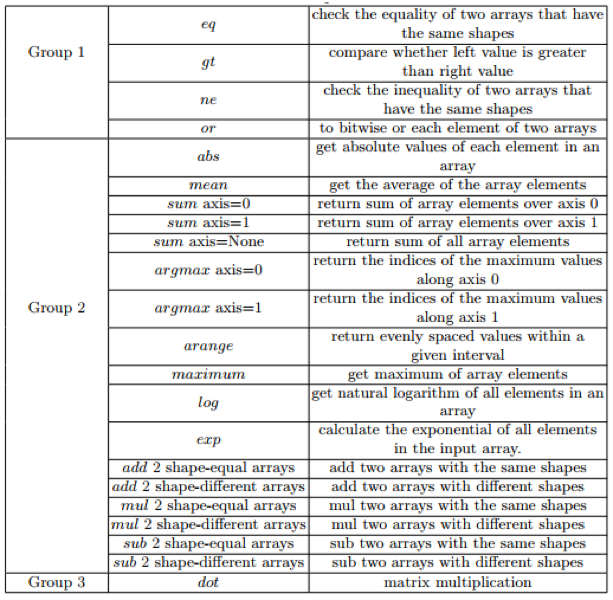 eq
check the equality of two arrays that have
the same shapes
Group 1
gt
compare whether left value is greater
than right value
ne
check the inequality of two arrays that
have the same shapes
or
to bitwise or each element of two arrays
abs
get absolute values of each element in an
array
mean
get the average of the array elements
sum axis=0
return sum of array elements over axis 0
sum axis=1
return sum of array elements over axis 1
sum axis=None
return sum of all array elements
argmax axis=0
return the indices of the maximum values
along axis 0
Group 2
argmax axis=1
return the indices of the maximum values
along axis 1
arange
return evenly spaced values within a
given interval
maximum
get maximum of array elements
log
get natural logarithm of all elements in an
array
exp
calculate the exponential of all elements
in the input array.
add 2 shape-equal arrays
add two arrays with the same shapes
add 2 shape-different arrays
add two arrays with different shapes
mul 2 shape-equal arrays
mul two arrays with the same shapes
mul 2 shape-different arrays
mul two arrays with different shapes
sub 2 shape-equal arrays
sub two arrays with the same shapes
sub 2 shape-different arrays
sub two arrays with different shapes
Group 3
dot
matrix multiplication